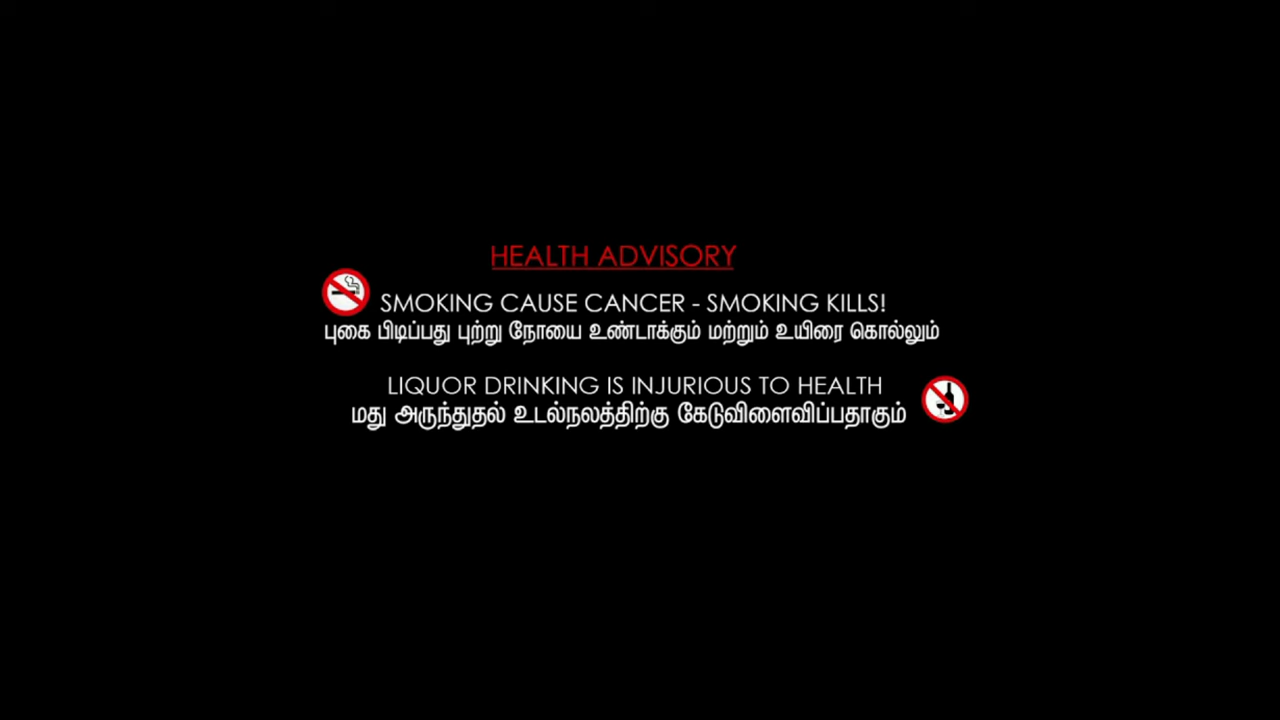 HEALTH ADVISORY
SMOKING CAUSE CANCER - SMOKING KILLS!
புகை பிடிப்பது புற்று நோயை உண்டாக்கும் மற்றும் உயிரை கொல்லும்
LIQUOR DRINKING IS INJURIOUS TO HEALTH
மது அருந்துதல் உடல்நலத்திற்கு கேடுவிளைவிப்பதாகும்